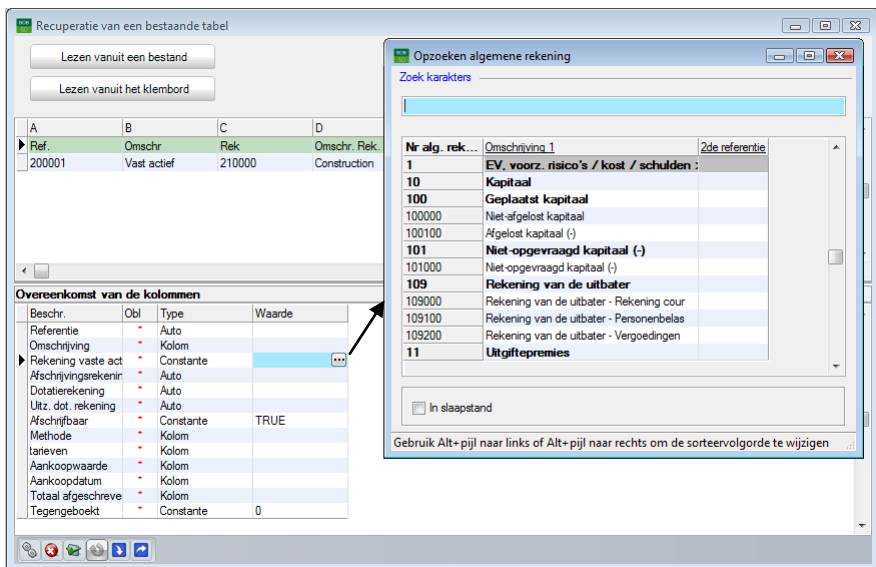 Recuperatie van een bestaande tabel
Lezen vanuit een bestand
Lezen vanuit het klembord
A B C D
Ref. Omschr Rek Omschr. Rek.
200001 Vast actief 210000 Construction
Overeenkomst van de kolommen
Beschr. Obl Type Waarde
Referentie * Auto
Omschrijving * Kolom
Rekening vaste act * Constante ...
Afschrijvingsrekenin * Auto
Dotatierekening * Auto
Uitz. dot. rekening * Auto
Afschrijfbaar * Constante TRUE
Methode * Kolom
tarieven * Kolom
Aankoopwaarde * Kolom
Aankoopdatum * Kolom
Totaal afgeschreve * Kolom
Tegengeboekt * Constante 0
Opzoeken algemene rekening
Zoek karakters
Nr alg. rek... Omschrijving 1 2de referentie
1 EV, voorz. risico's / kost / schulden :
10 Kapitaal
100 Geplaatst kapitaal
100000 Niet-afgelost kapitaal
100100 Afgelost kapitaal (-)
101 Niet-opgevraagd kapitaal (-)
101000 Niet-opgevraagd kapitaal (-)
109 Rekening van de uitbater
109000 Rekening van de uitbater - Rekening cour
109100 Rekening van de uitbater - Personenbelas
109200 Rekening van de uitbater - Vergoedingen
11 Uitgiftepremies
In slaapstand
Gebruik Alt+pijl naar links of Alt+pijl naar rechts om de sorteervolgorde te wijzigen